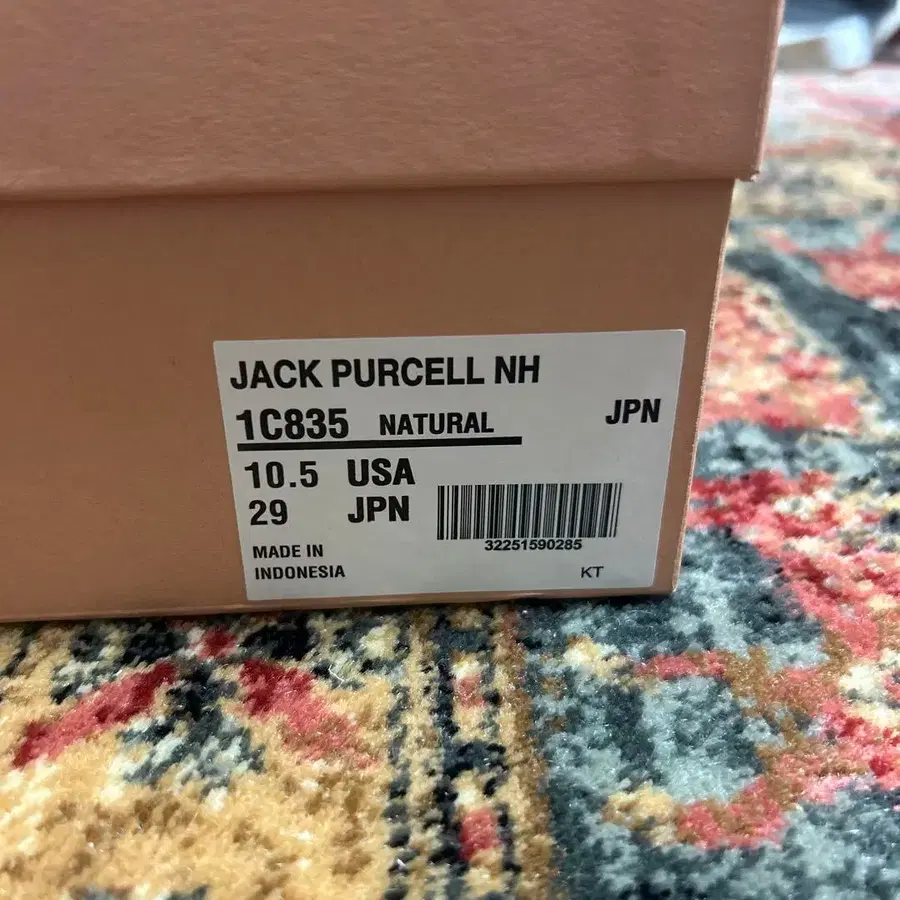 JACK PURCELL NH
1C835 NATURAL JPN
10.5 USA
29 JPN
32251590285
MADE IN
INDONESIA
KT